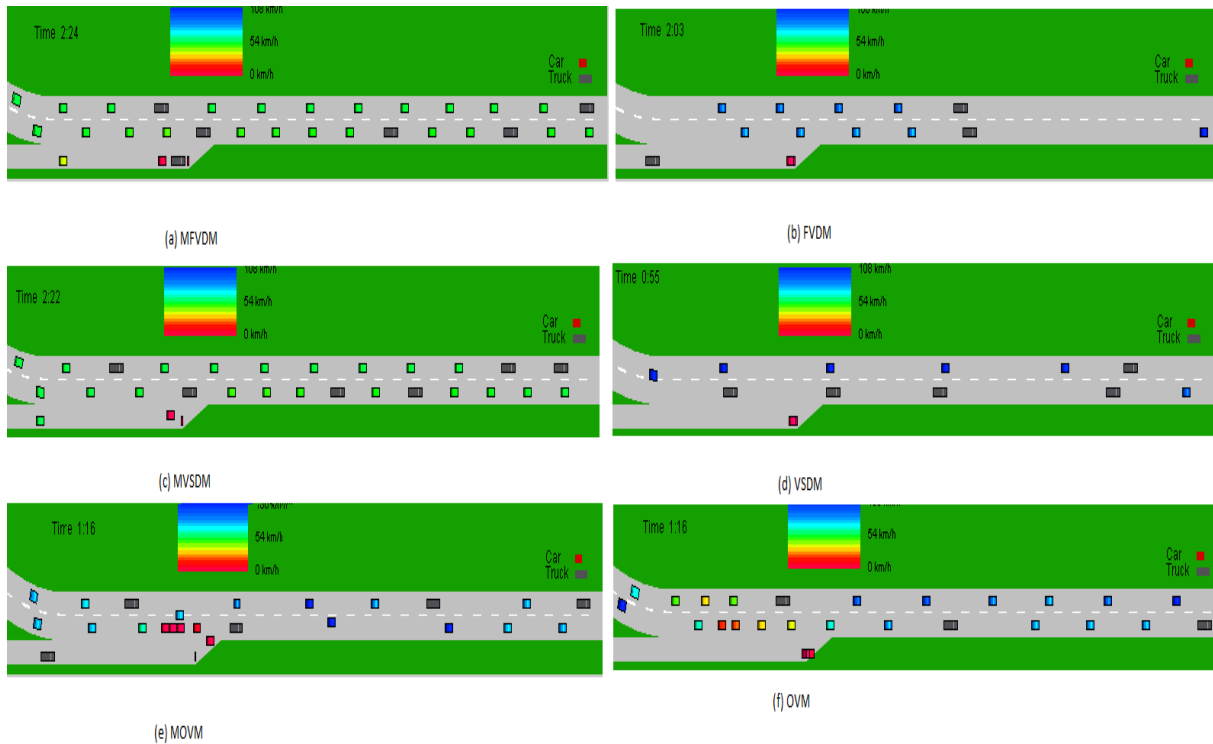 108 km/h
Time 2:24
54 km/h
Car
Truck
0 km/h
(a) MFVDM
Time 2:03
54 km/h
Car
Truck
0 km/h
(b) FVDM
108 km/h
Time 2:22
54 km/h
Car
Truck
0 km/h
(c) MVSDM
108 km/h
Time 0:55
54 km/h
Car
Truck
0 km/h
(d) VSDM
Time 1:16
54 km/h
Car
Truck
0 km/h
(e) MOVM
Time 1:16
54 km/h
Car
Truck
0 km/h
(f) OVM